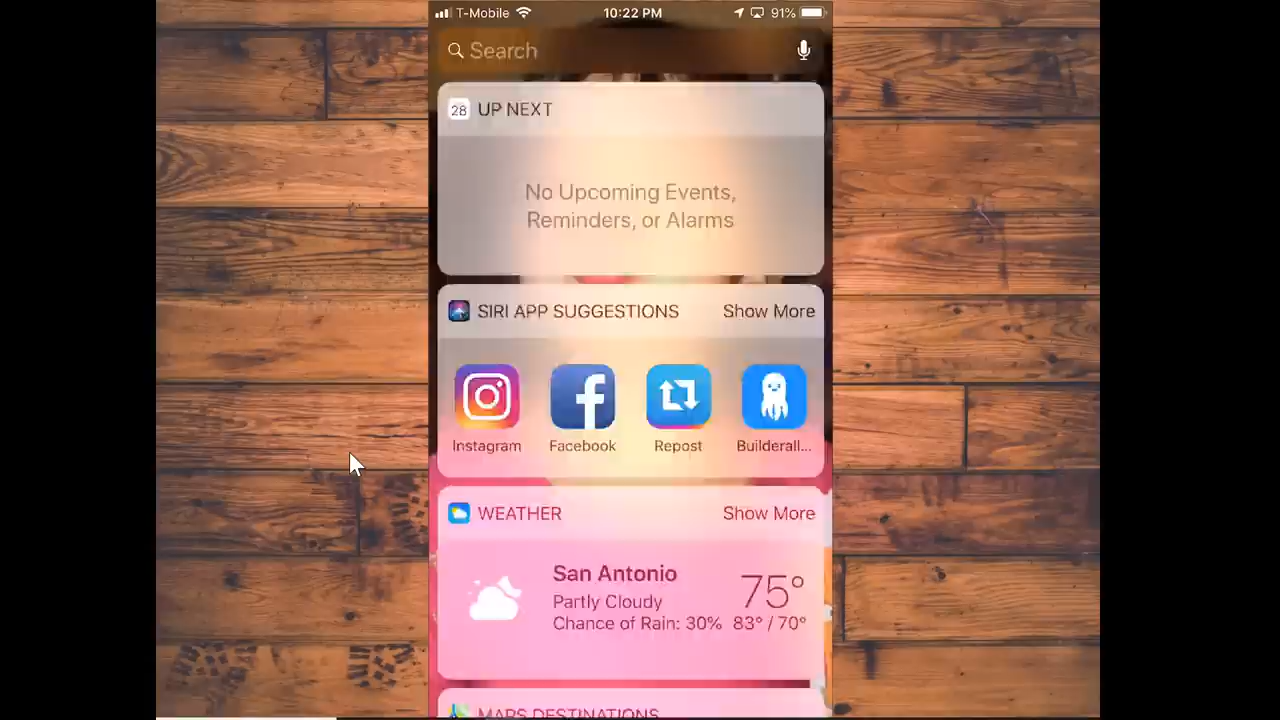 T-Mobile 10:22 PM 91%
Search
28 UP NEXT
No Upcoming Events,
Reminders, or Alarms
SIRI APP SUGGESTIONS Show More
Instagram Facebook Repost Builderall...
WEATHER Show More
San Antonio
75°
Partly Cloudy
Chance of Rain: 30% 83° / 70°
MAPS DESTINATIONS